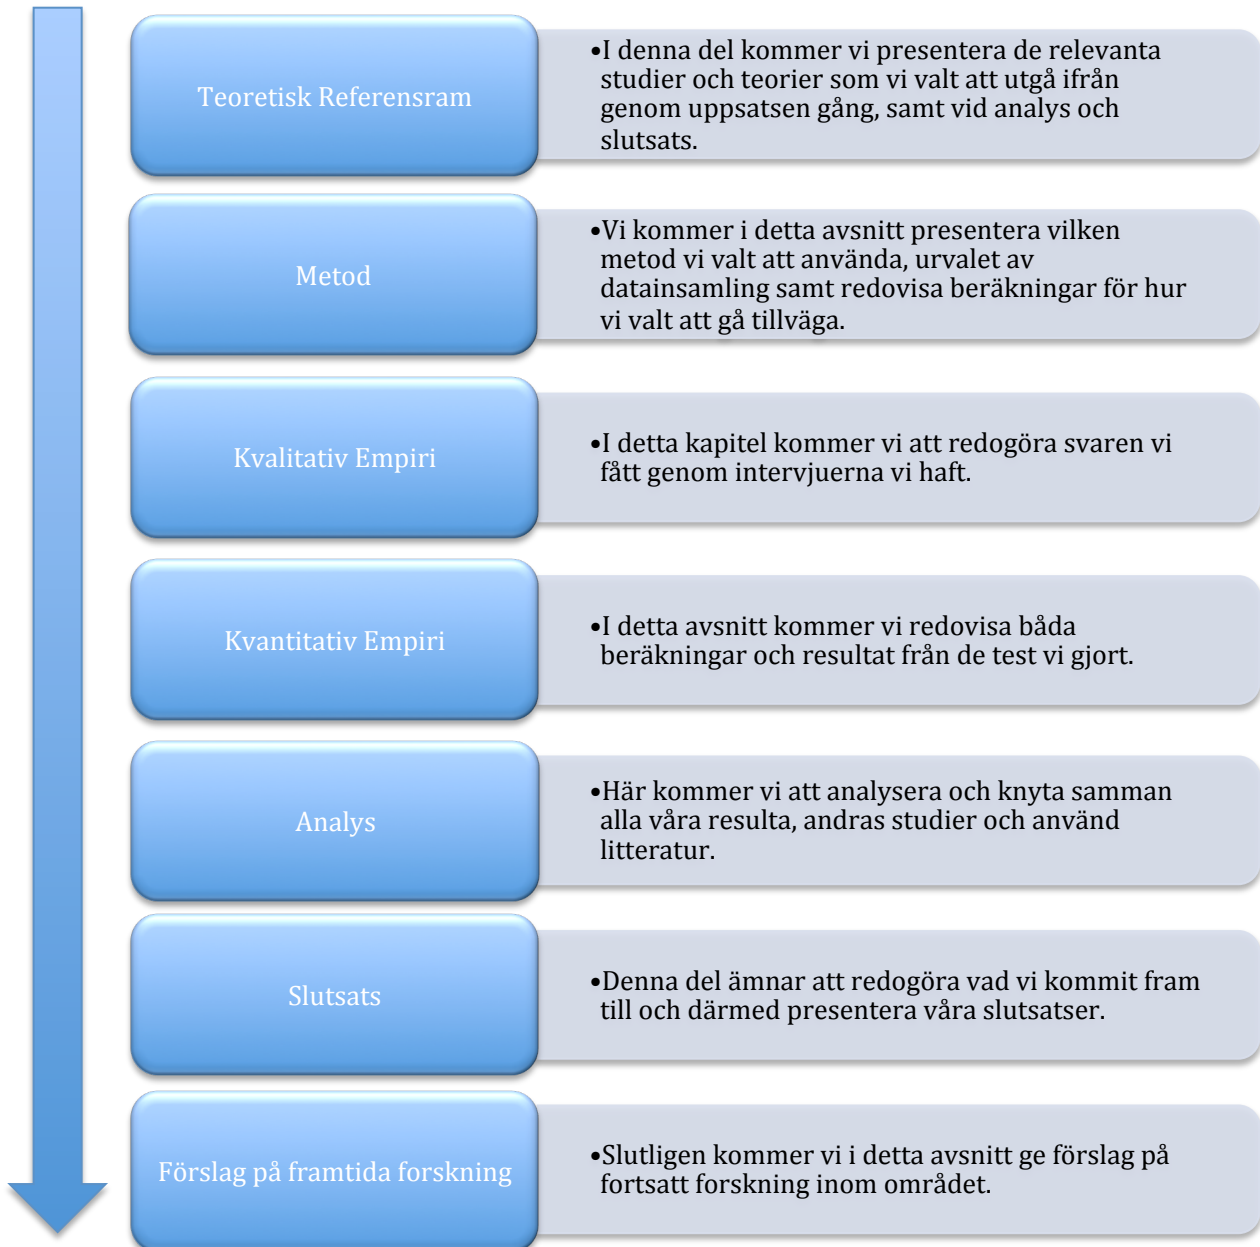 Teoretisk Referensram
•I denna del kommer vi presentera de relevanta
studier och teorier som vi valt att utgå ifrån
genom uppsatsen gång, samt vid analys och
slutsats.
Metod
•Vi kommer i detta avsnitt presentera vilken
metod vi valt att använda, urvalet av
datainsamling samt redovisa beräkningar för hur
vi valt att gå tillväga.
Kvalitativ Empiri
•I detta kapitel kommer vi att redogöra svaren vi
fått genom intervjuerna vi haft.
Kvantitativ Empiri
•I detta avsnitt kommer vi redovisa båda
beräkningar och resultat från de test vi gjort.
Analys
•Här kommer vi att analysera och knyta samman
alla våra resulta, andras studier och använd
litteratur.
Slutsats
•Denna del ämnar att redogöra vad vi kommit fram
till och därmed presentera våra slutsatser.
Förslag på framtida forskning
•Slutligen kommer vi i detta avsnitt ge förslag på
fortsatt forskning inom området.